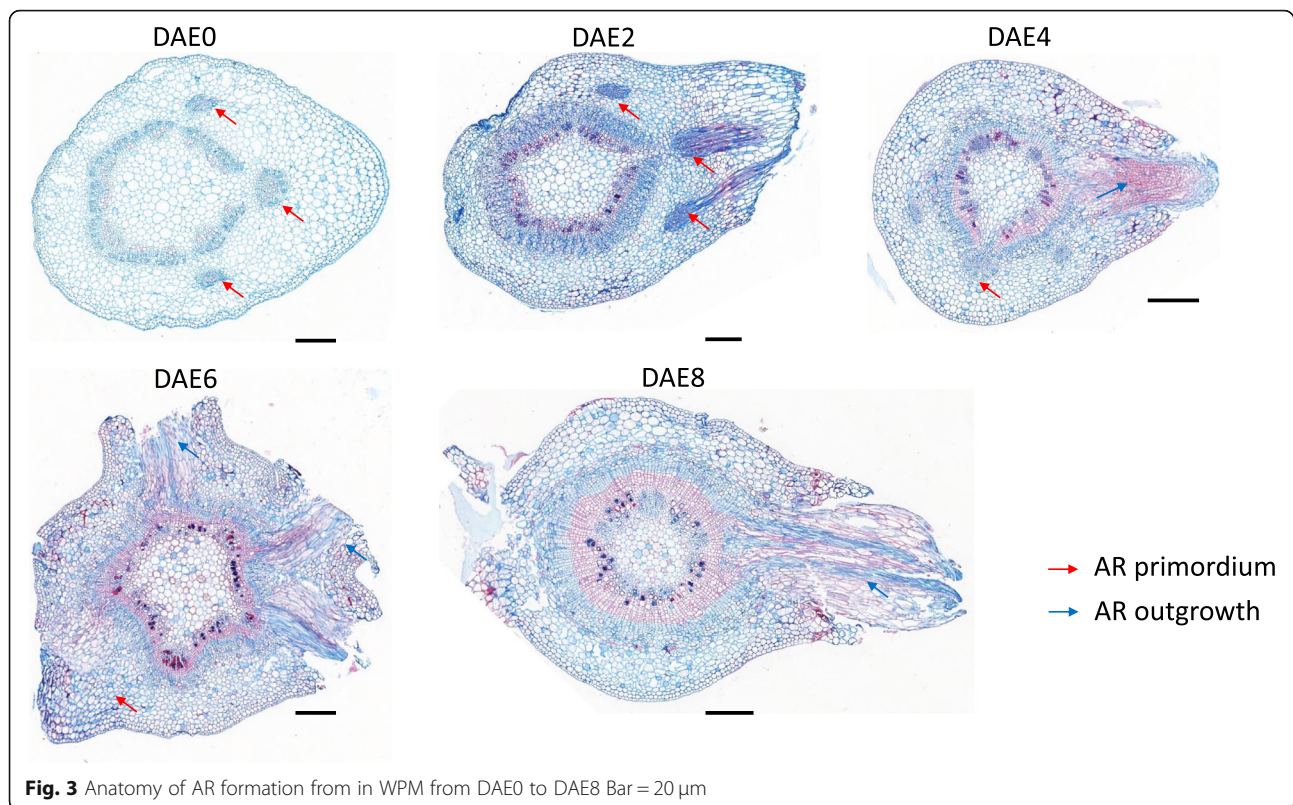 DAE0
DAE2
DAE4
DAE6
DAE8
AR primordium
AR outgrowth
Fig. 3 Anatomy of AR formation from in WPM from DAE0 to DAE8 Bar = 20 μm